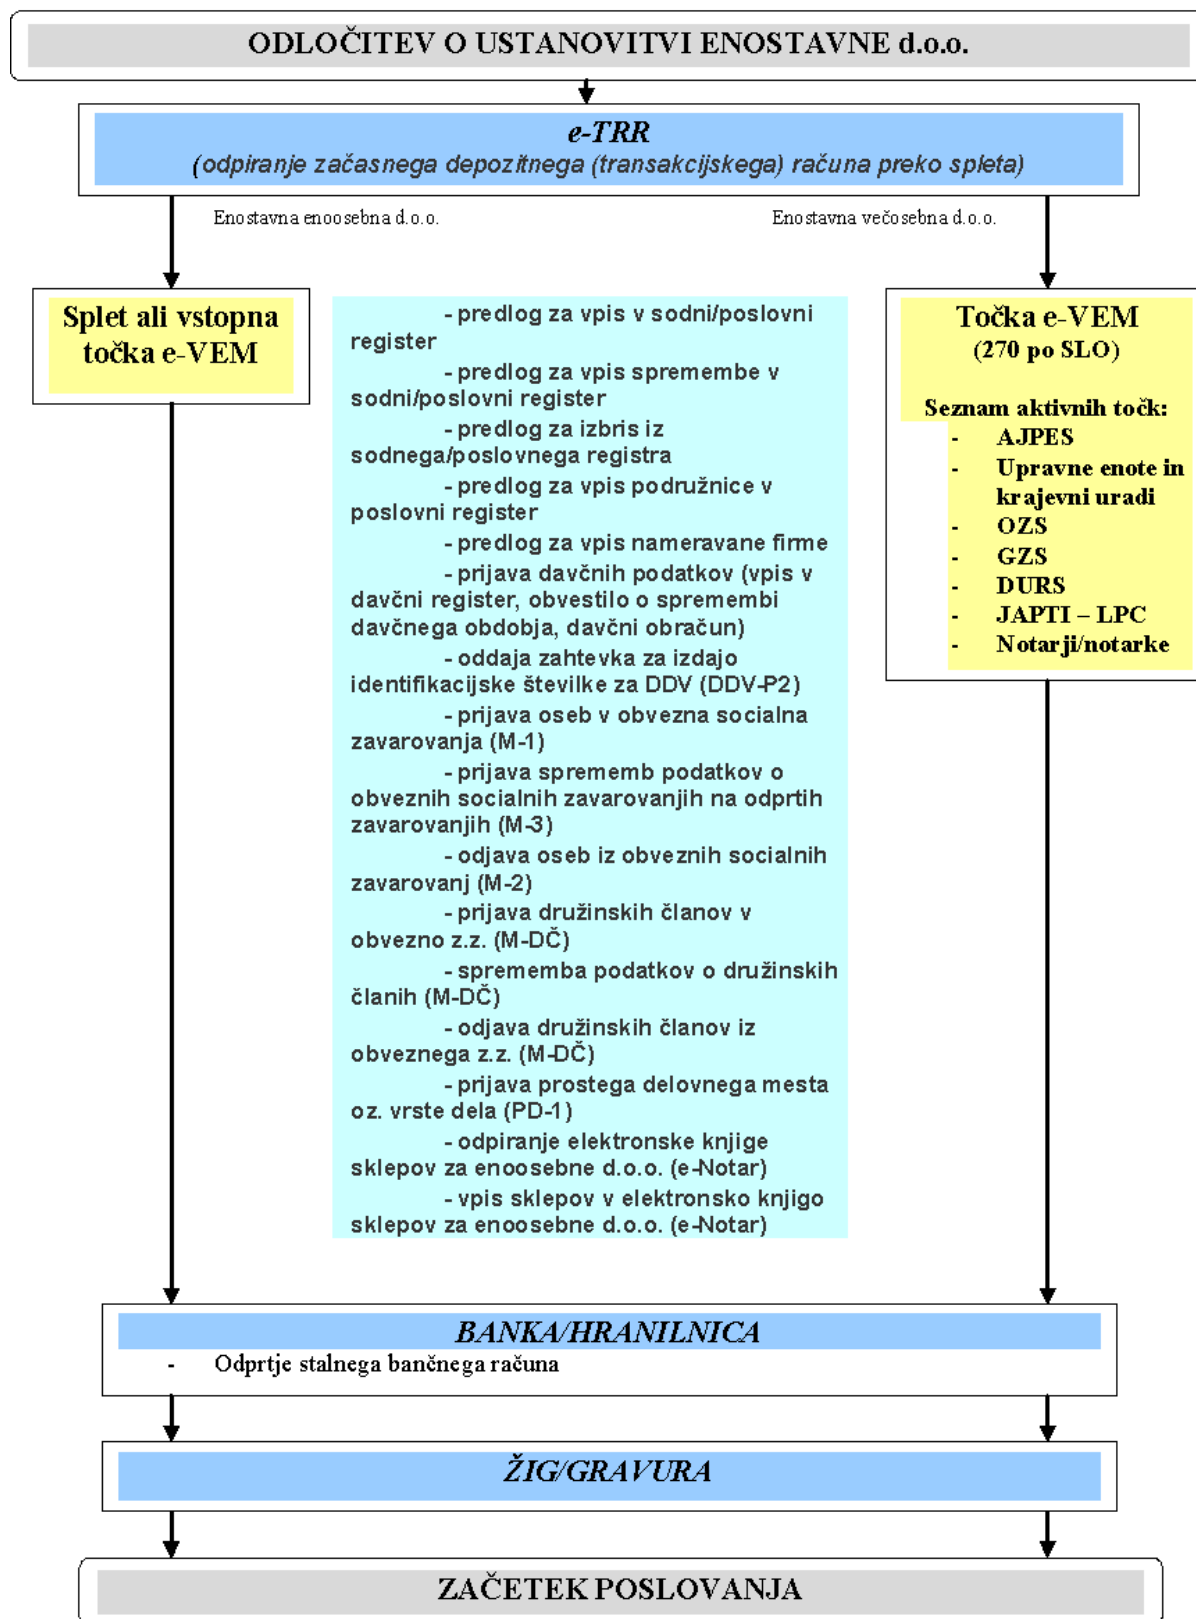 ODLOČITEV O USTANOVITVI ENOSTAVNE d.o.o.
e-TRR
(odpiranje začasnega depozitnega (transakcijskega) računa preko spleta)
Enostavna enoosebna d.o.o.
Enostavna večosebna d.o.o.
Splet ali vstopna
točka e-VEM
- predlog za vpis v sodni/poslovni
register
- predlog za vpis spremembe v
sodni/poslovni register
- predlog za izbris iz
sodnega/poslovnega registra
- predlog za vpis podružnice v
poslovni register
- predlog za vpis nameravane firme
- prijava davčnih podatkov (vpis v
davčni register, obvestilo o spremembi
davčnega obdobja, davčni obračun)
- oddaja zahtevka za izdajo
identifikacijske številke za DDV (DDV-P2)
- prijava oseb v obvezna socialna
zavarovanja (M-1)
- prijava sprememb podatkov o
obveznih socialnih zavarovanjih na odprtih
zavarovanjih (M-3)
- odjava oseb iz obveznih socialnih
zavarovanj (M-2)
- prijava družinskih članov v
obvezno z.z. (M-DČ)
- sprememba podatkov o družinskih
članih (M-DČ)
- odjava družinskih članov iz
obveznega z.z. (M-DČ)
- prijava prostega delovnega mesta
oz. vrste dela (PD-1)
- odpiranje elektronske knjige
sklepov za enoosebne d.o.o. (e-Notar)
- vpis sklepov v elektronsko knjigo
sklepov za enoosebne d.o.o. (e-Notar)
Točka e-VEM
(270 po SLO)
Seznam aktivnih točk:
- AJPES
- Upravne enote in
krajevni uradi
- OZS
- GZS
- DURS
- JAPTI – LPC
- Notarji/notarke
BANKA/HRANILNICA
- Odprtje stalnega bančnega računa
ŽIG/GRAVURA
ZAČETEK POSLOVANJA